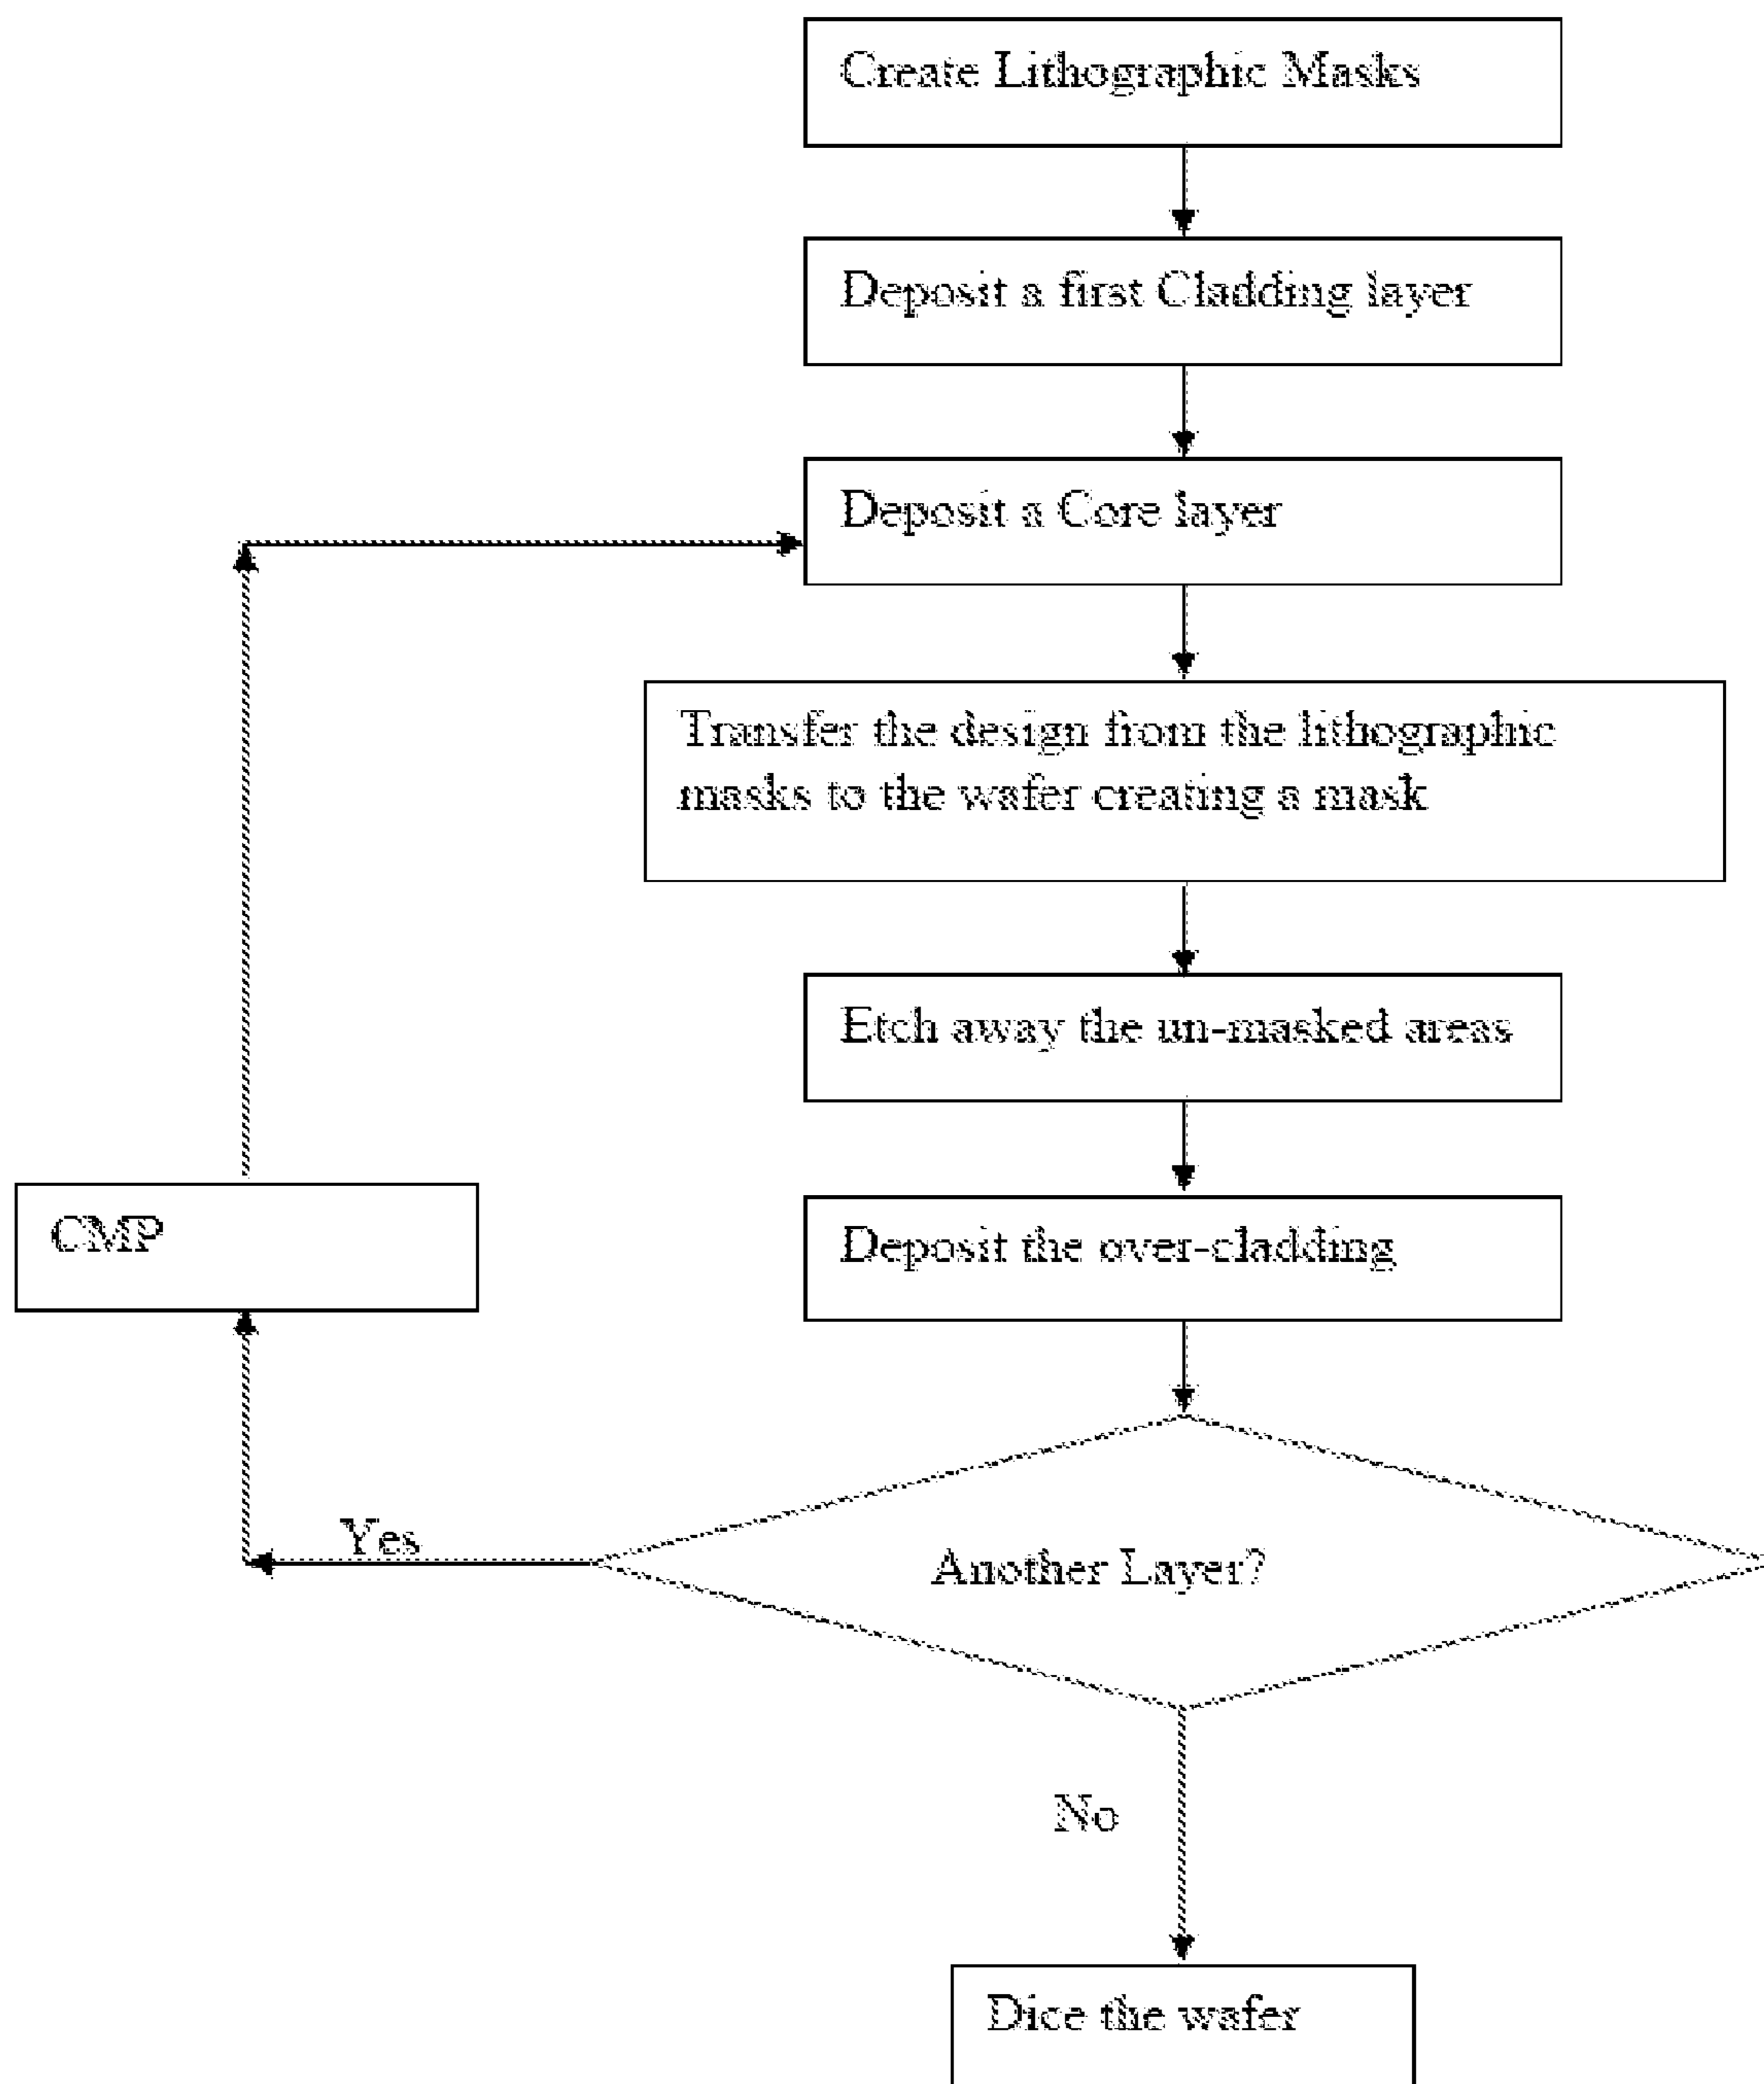 Create Lithographic Masks
Deposit a first Cladding layer
Deposit a Core layer
Transfer the design from the lithographic
masks to the wafer creating a mask
Etch away the un-masked areas
CMP
Deposit the over-cladding
Yes
Another Layer?
No
Dice the wafer